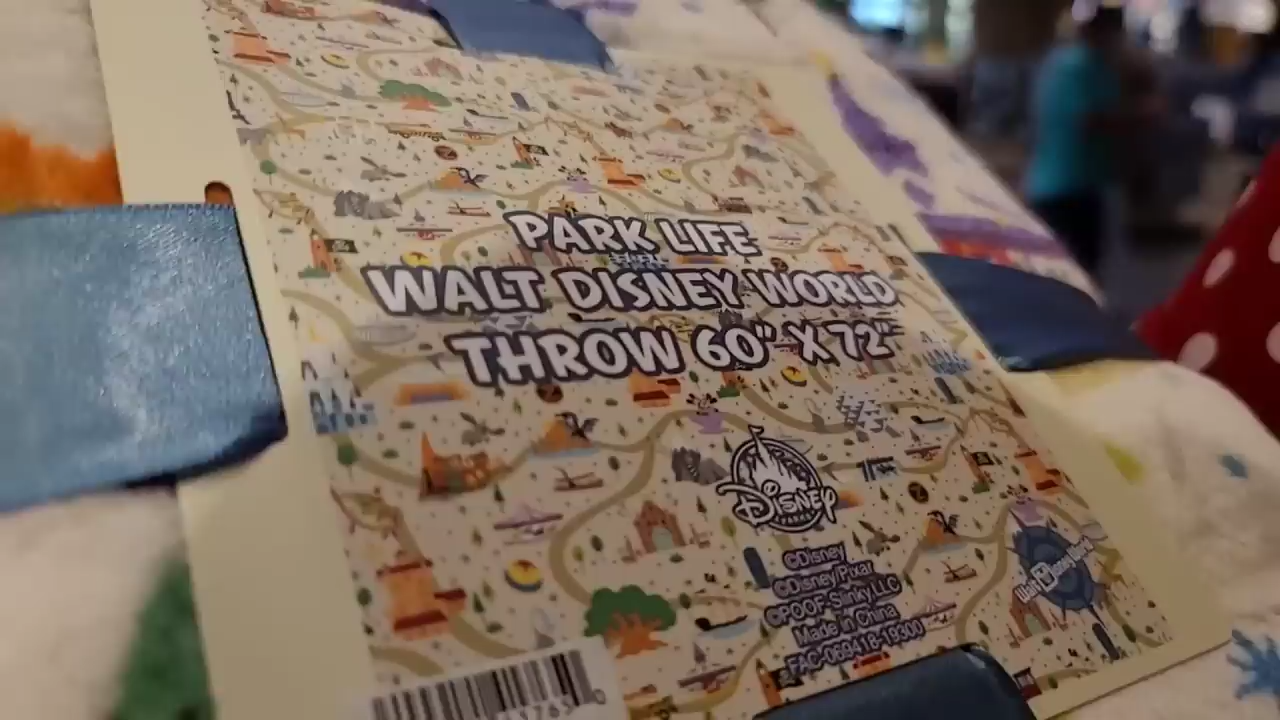 PARK LIFE
WALT DISNEY WORLD
THROW 60" X 72"
Disney
PARKS
©Disney
©Disney/Pixar
©POOF-Slinky, LLC
Made in China
FAC-069418-19300
Walt Disney World